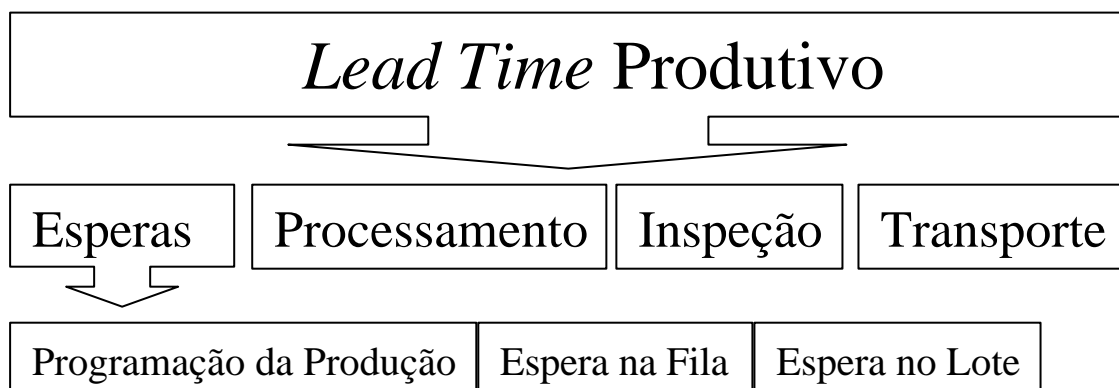 Lead Time Produtivo
Esperas Processamento Inspeção Transporte
Programação da Produção Espera na Fila Espera no Lote